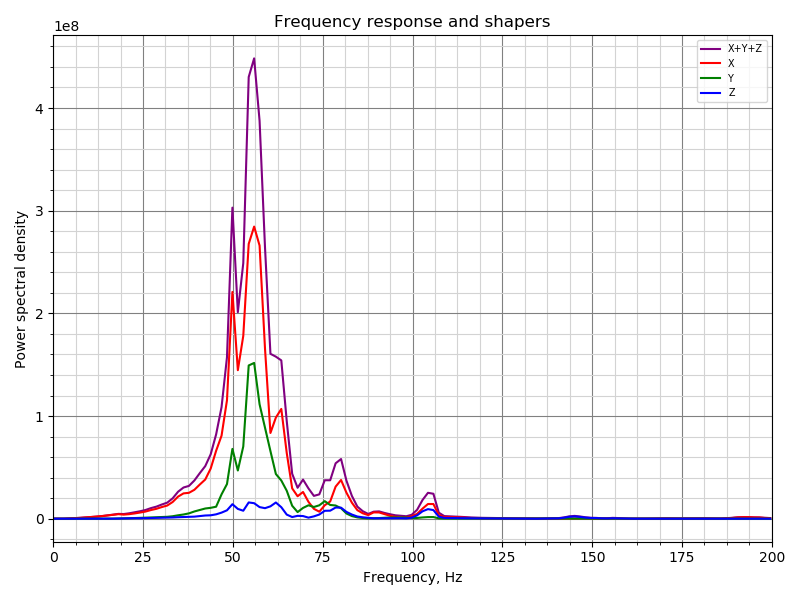 Frequency response and shapers
1e8
X+Y+Z
X
Y
Z
4
3
2
1
0
Power spectral density
0 25 50 75 100 125 150 175 200
Frequency, Hz